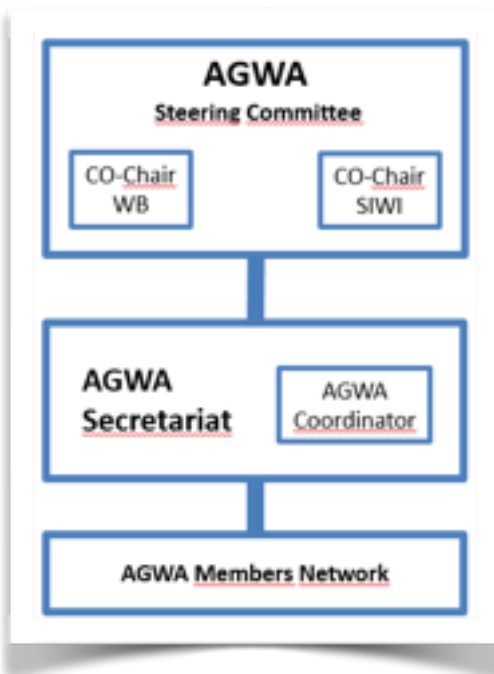 AGWA
Steering Committee
CO-Chair
WB
CO-Chair
SIWI
AGWA
Secretariat
AGWA
Coordinator
AGWA Members Network